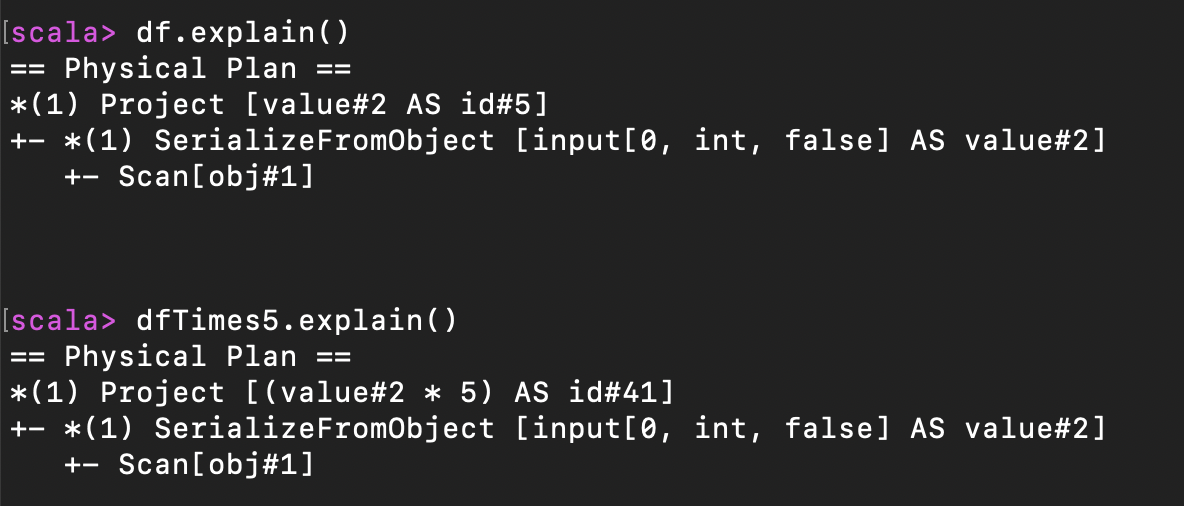 [scala> df.explain()
== Physical Plan ==
*(1) Project [value#2 AS id#5]
+- *(1) SerializeFromObject [input[0, int, false] AS value#2]
   +- Scan[obj#1]
[scala> dfTimes5.explain()
== Physical Plan ==
*(1) Project [(value#2 * 5) AS id#41]
+- *(1) SerializeFromObject [input[0, int, false] AS value#2]
   +- Scan[obj#1]